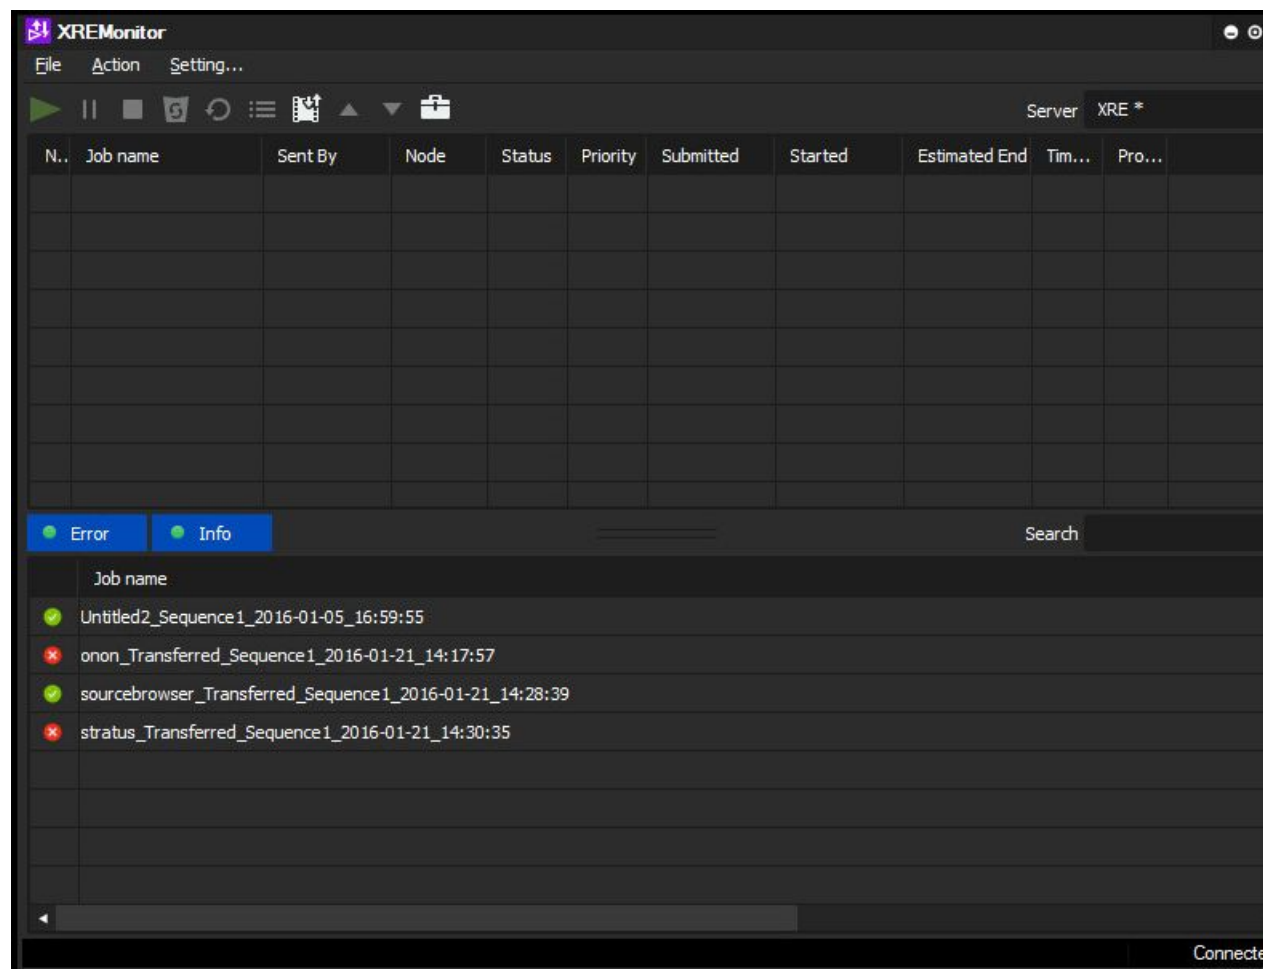 XREMonitor
File Action Setting...
Server XRE *
N.. Job name Sent By Node Status Priority Submitted Started Estimated End Tim... Pro...
Error Info Search
Job name
Untitled2_Sequence1_2016-01-05_16:59:55
onon_Transferred_Sequence1_2016-01-21_14:17:57
sourcebrowser_Transferred_Sequence1_2016-01-21_14:28:39
stratus_Transferred_Sequence1_2016-01-21_14:30:35
Connecte